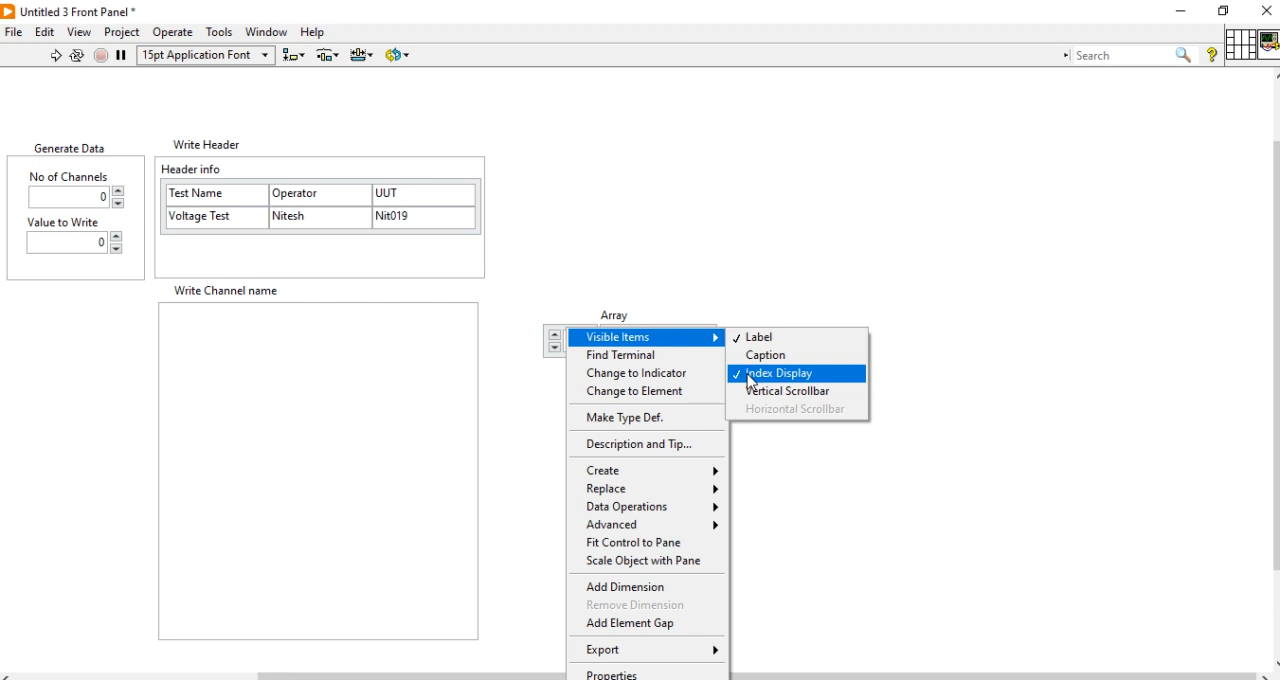 Untitled 3 Front Panel *
File Edit View Project Operate Tools Window Help
15pt Application Font
Search
?
Generate Data
No of Channels
0
Value to Write
0
Write Header
Header info
Test Name Operator UUT
Voltage Test Nitesh Nit019
Write Channel name
Array
Visible Items
Find Terminal
Change to Indicator
Change to Element
Make Type Def.
Description and Tip...
Create
Replace
Data Operations
Advanced
Fit Control to Pane
Scale Object with Pane
Add Dimension
Remove Dimension
Add Element Gap
Export
Properties
Label
Caption
Index Display
Vertical Scrollbar
Horizontal Scrollbar